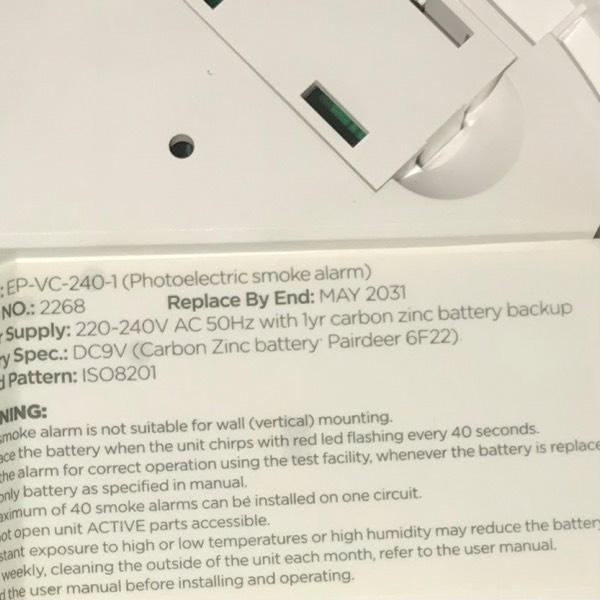 : EP-VC-240-1 (Photoelectric smoke alarm)
NO.: 2268 Replace By End: MAY 2031
Supply: 220-240V AC 50Hz with 1yr carbon zinc battery backup
y Spec.: DC9V (Carbon Zinc battery Pairdeer 6F22)
d Pattern: ISO8201
NING:
smoke alarm is not suitable for wall (vertical) mounting.
ace the battery when the unit chirps with red led flashing every 40 seconds.
the alarm for correct operation using the test facility, whenever the battery is replace
only battery as specified in manual.
aximum of 40 smoke alarms can be installed on one circuit.
ot open unit ACTIVE parts accessible.
stant exposure to high or low temperatures or high humidity may reduce the battery
weekly, cleaning the outside of the unit each month, refer to the user manual.
d the user manual before installing and operating.